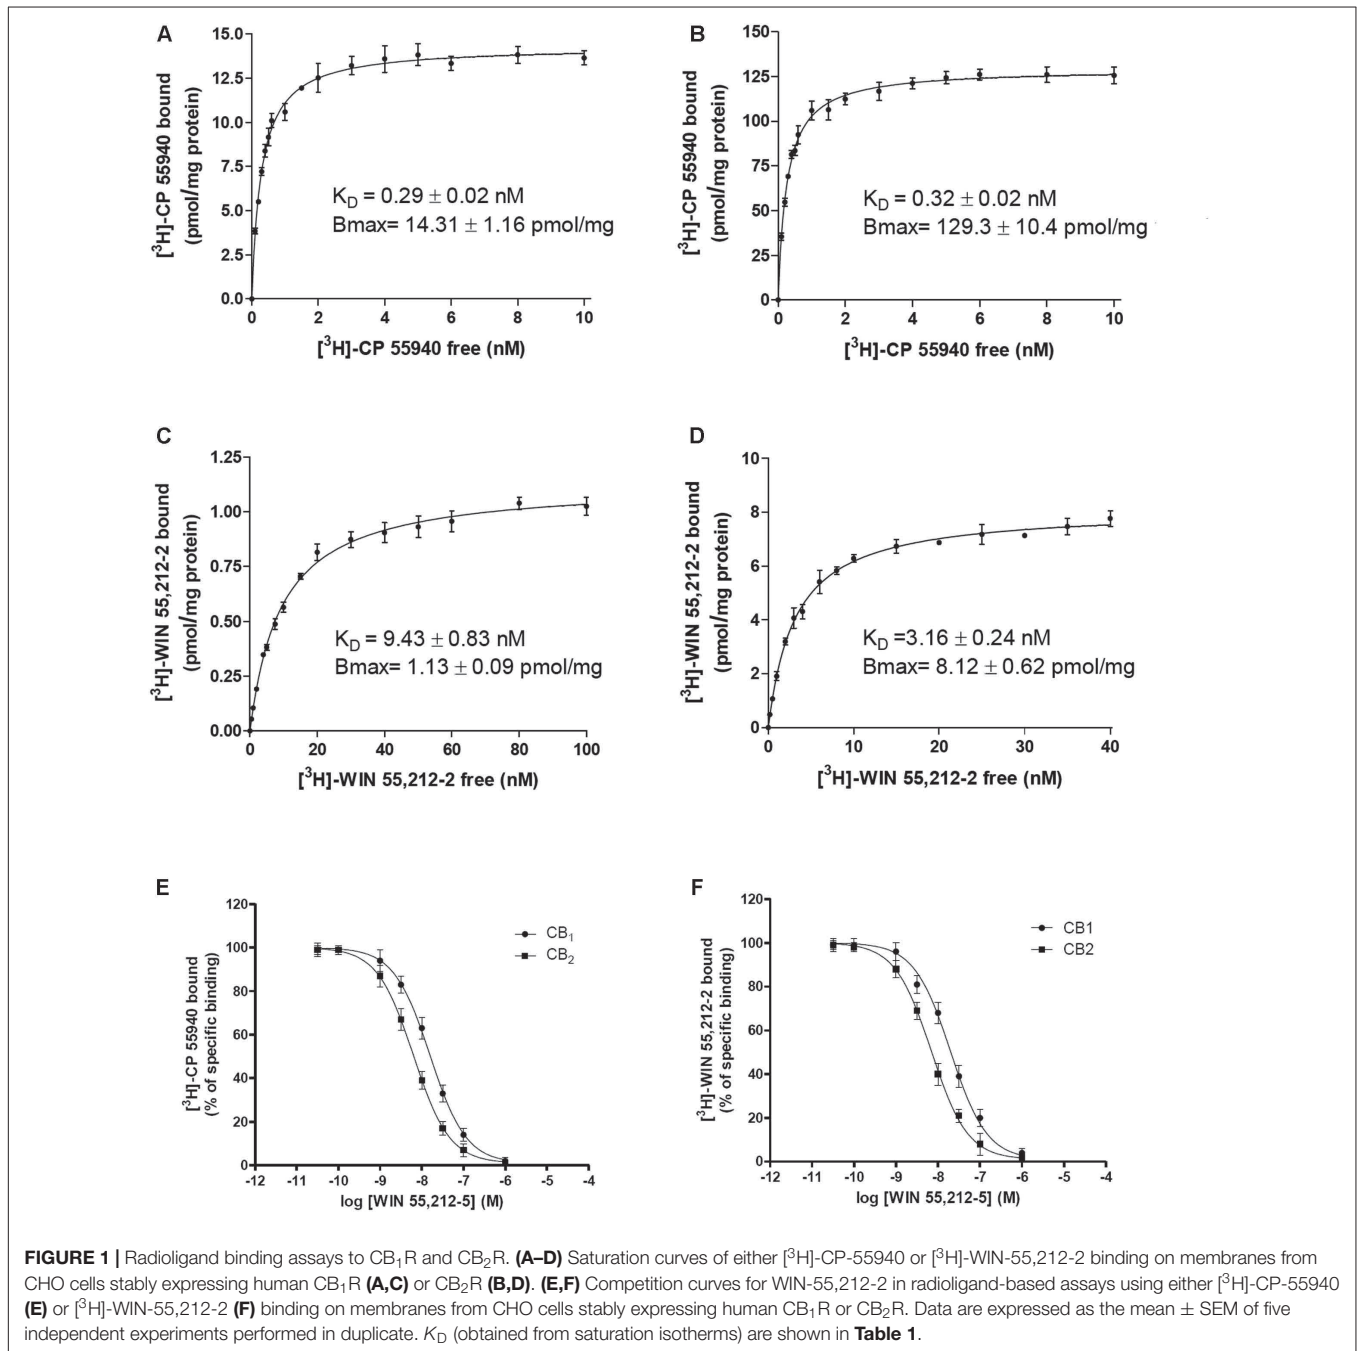 A
[³H]-CP 55940 bound
(pmol/mg protein)
15.0
12.5
10.0
7.5
5.0
2.5
0.0
K_D = 0.29 ± 0.02 nM
Bmax= 14.31 ± 1.16 pmol/mg
0 2 4 6 8 10
[³H]-CP 55940 free (nM)
B
[³H]-CP 55940 bound
(pmol/mg protein)
150
125
100
75
50
25
0
K_D = 0.32 ± 0.02 nM
Bmax= 129.3 ± 10.4 pmol/mg
0 2 4 6 8 10
[³H]-CP 55940 free (nM)
C
[³H]-WIN 55,212-2 bound
(pmol/mg protein)
1.25
1.00
0.75
0.50
0.25
0.00
K_D = 9.43 ± 0.83 nM
Bmax= 1.13 ± 0.09 pmol/mg
0 20 40 60 80 100
[³H]-WIN 55,212-2 free (nM)
D
[³H]-WIN 55,212-2 bound
(pmol/mg protein)
10
8
6
4
2
0
K_D =3.16 ± 0.24 nM
Bmax= 8.12 ± 0.62 pmol/mg
0 10 20 30 40
[³H]-WIN 55,212-2 free (nM)
E
[³H]-CP 55940 bound
(% of specific binding)
120
100
80
60
40
20
0
CB₁
CB₂
-12 -11 -10 -9 -8 -7 -6 -5 -4
log [WIN 55,212-5] (M)
F
[³H]-WIN 55,212-2 bound
(% of specific binding)
120
100
80
60
40
20
0
CB1
CB2
-12 -11 -10 -9 -8 -7 -6 -5 -4
log [WIN 55,212-5] (M)
FIGURE 1 | Radioligand binding assays to CB₁R and CB₂R. (A–D) Saturation curves of either [³H]-CP-55940 or [³H]-WIN-55,212-2 binding on membranes from
CHO cells stably expressing human CB₁R (A,C) or CB₂R (B,D). (E,F) Competition curves for WIN-55,212-2 in radioligand-based assays using either [³H]-CP-55940
(E) or [³H]-WIN-55,212-2 (F) binding on membranes from CHO cells stably expressing human CB₁R or CB₂R. Data are expressed as the mean ± SEM of five
independent experiments performed in duplicate. K_D (obtained from saturation isotherms) are shown in Table 1.